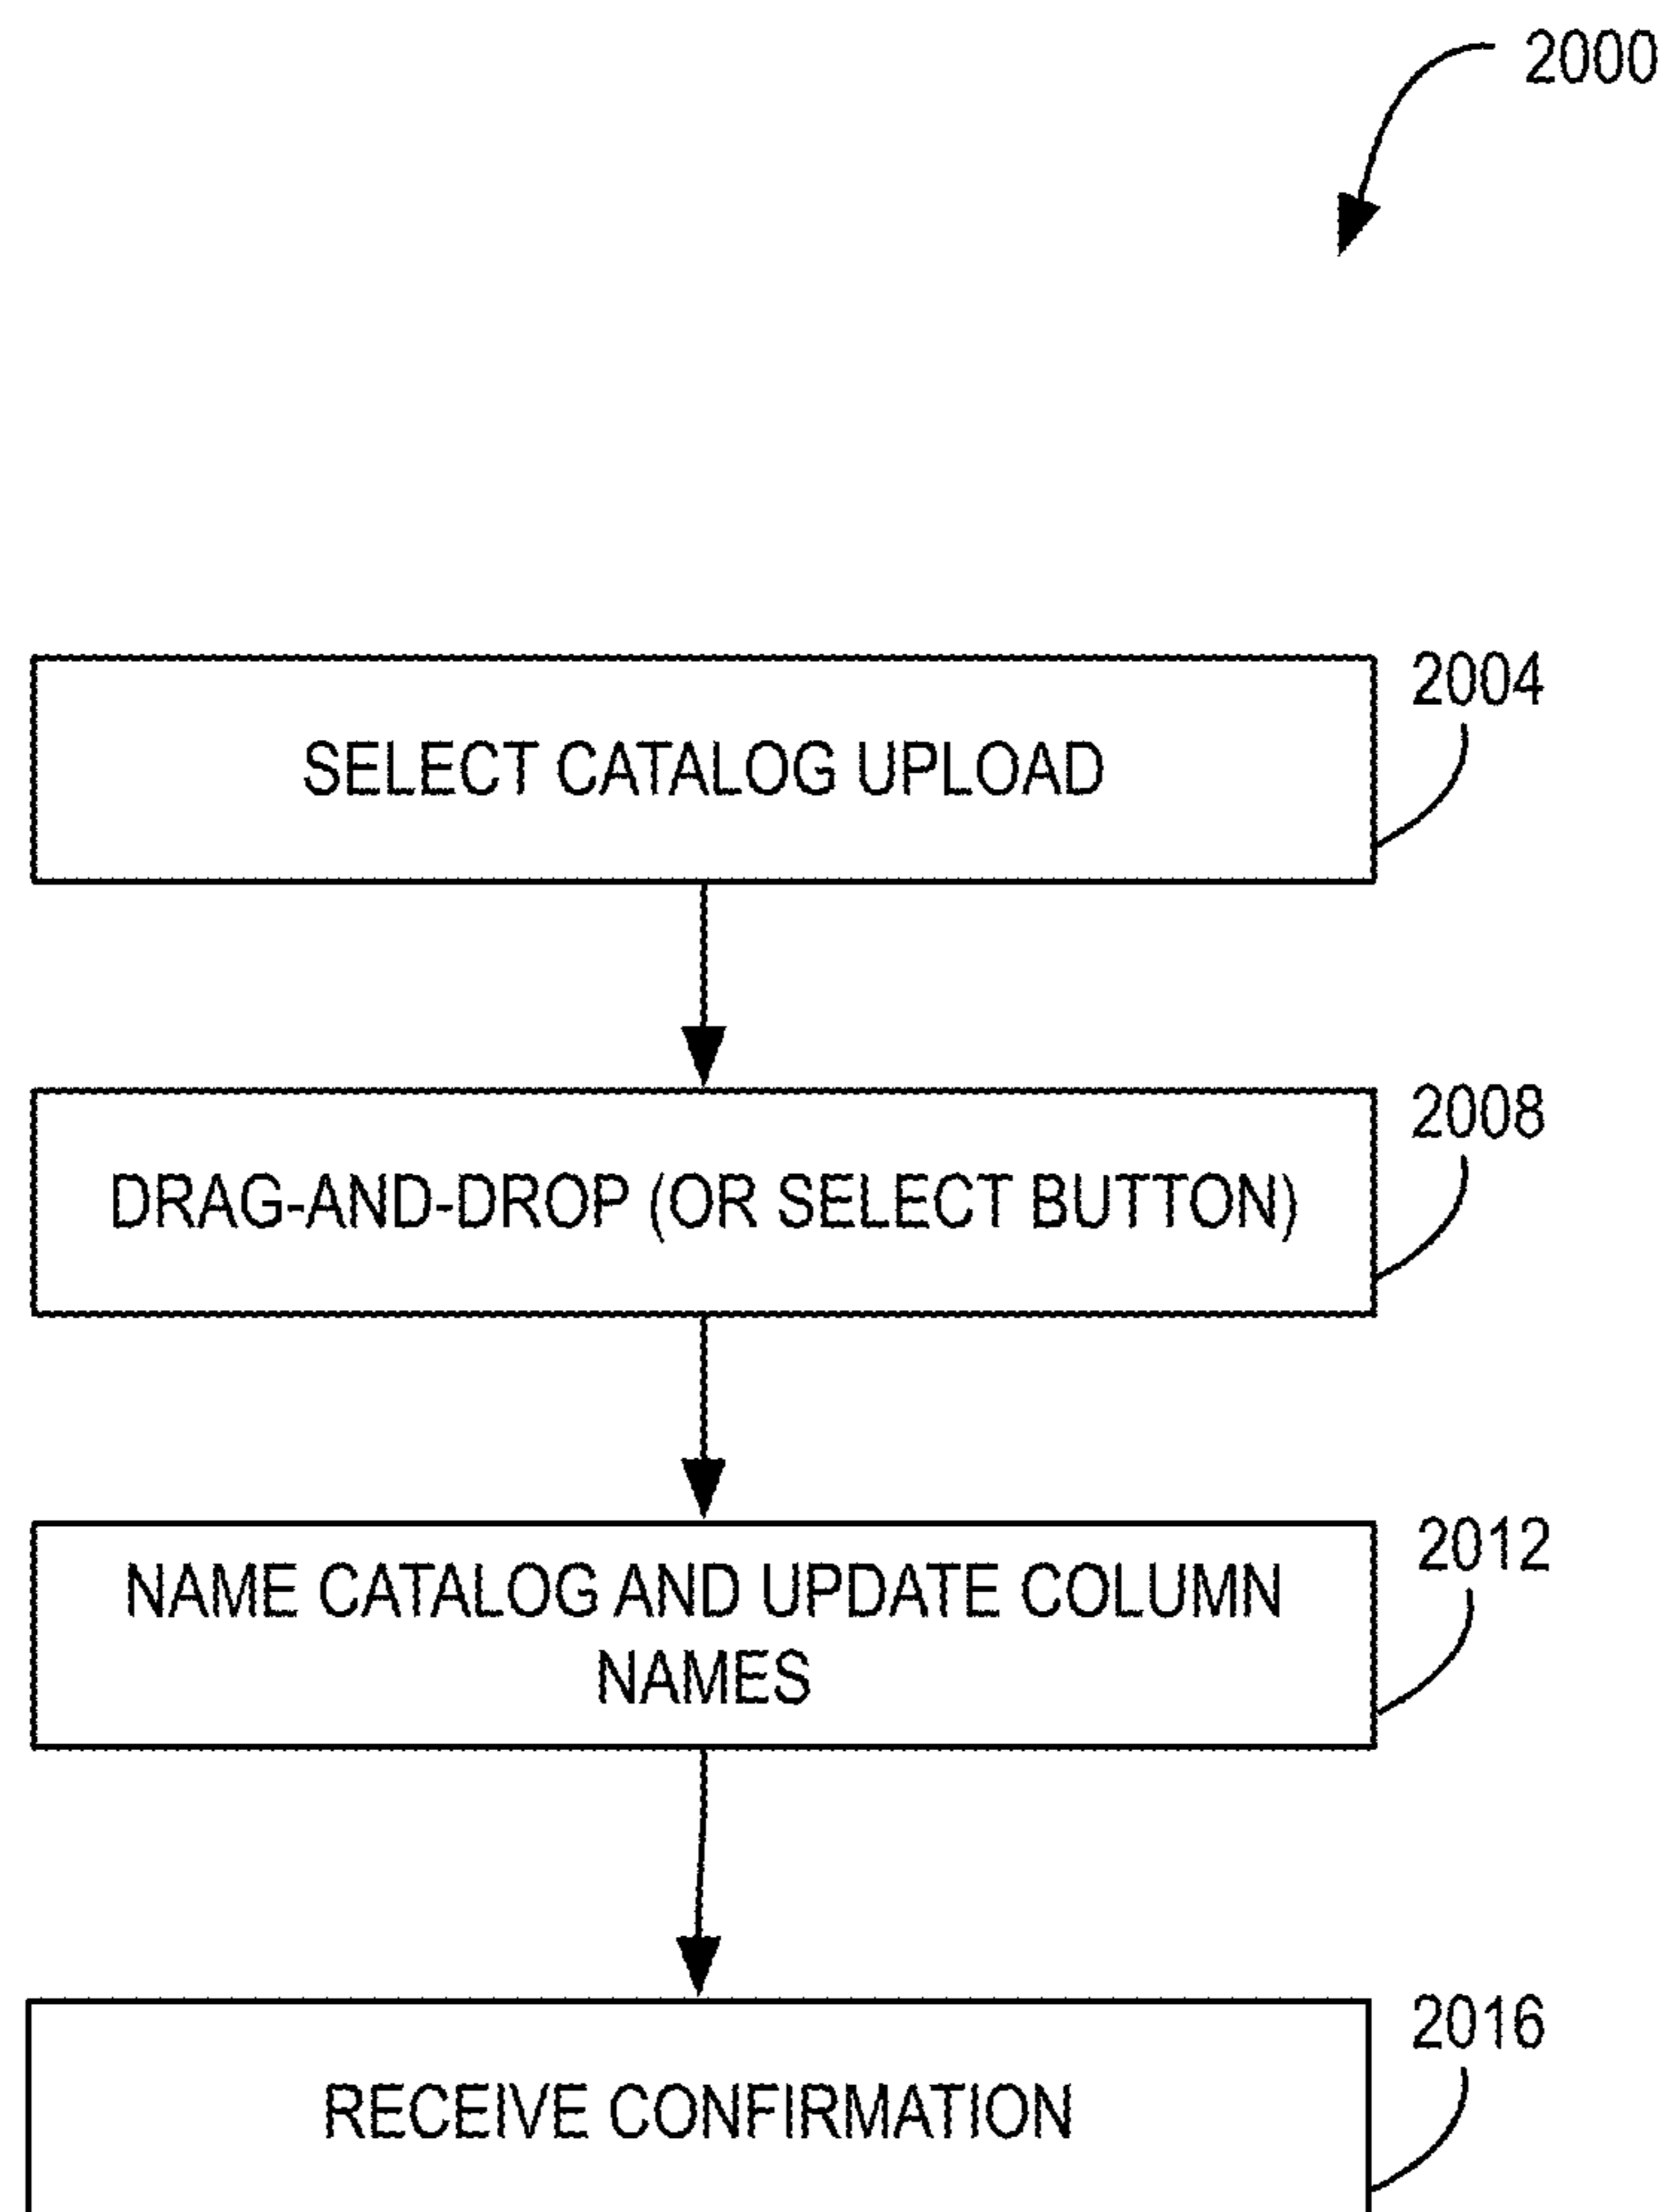 2000
2004
SELECT CATALOG UPLOAD
2008
DRAG-AND-DROP (OR SELECT BUTTON)
2012
NAME CATALOG AND UPDATE COLUMN
NAMES
2016
RECEIVE CONFIRMATION